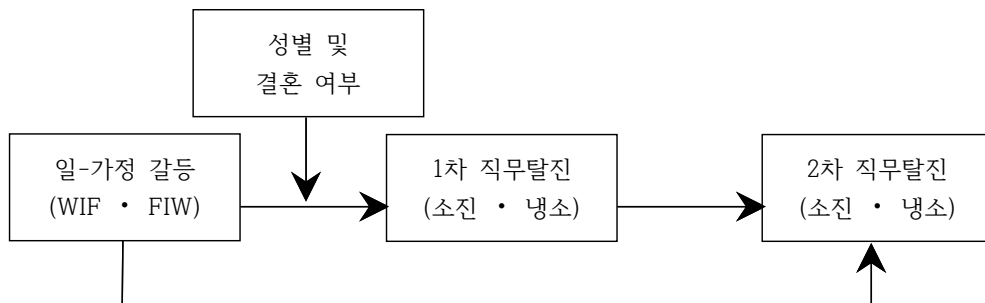 성별 및
결혼 여부
일-가정 갈등
(WIF • FIW)
1차 직무탈진
(소진 • 냉소)
2차 직무탈진
(소진 • 냉소)